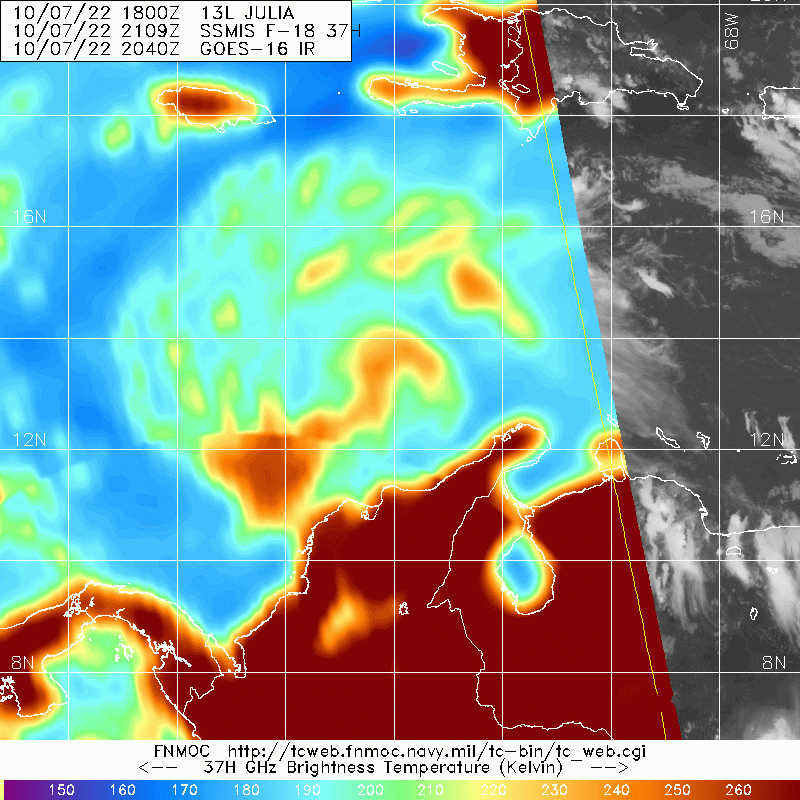 10/07/22 1800Z 13L JULIA
10/07/22 2109Z SSMIS F-18 37H
10/07/22 2040Z GOES-16 IR
72W
68W
16N 16N
12N 12N
8N 8N
FNMOC http://tcweb.fnmoc.navy.mil/tc-bin/tc_web.cgi
<-- 37H GHz Brightness Temperature (Kelvin) -->
150 160 170 180 190 200 210 220 230 240 250 260